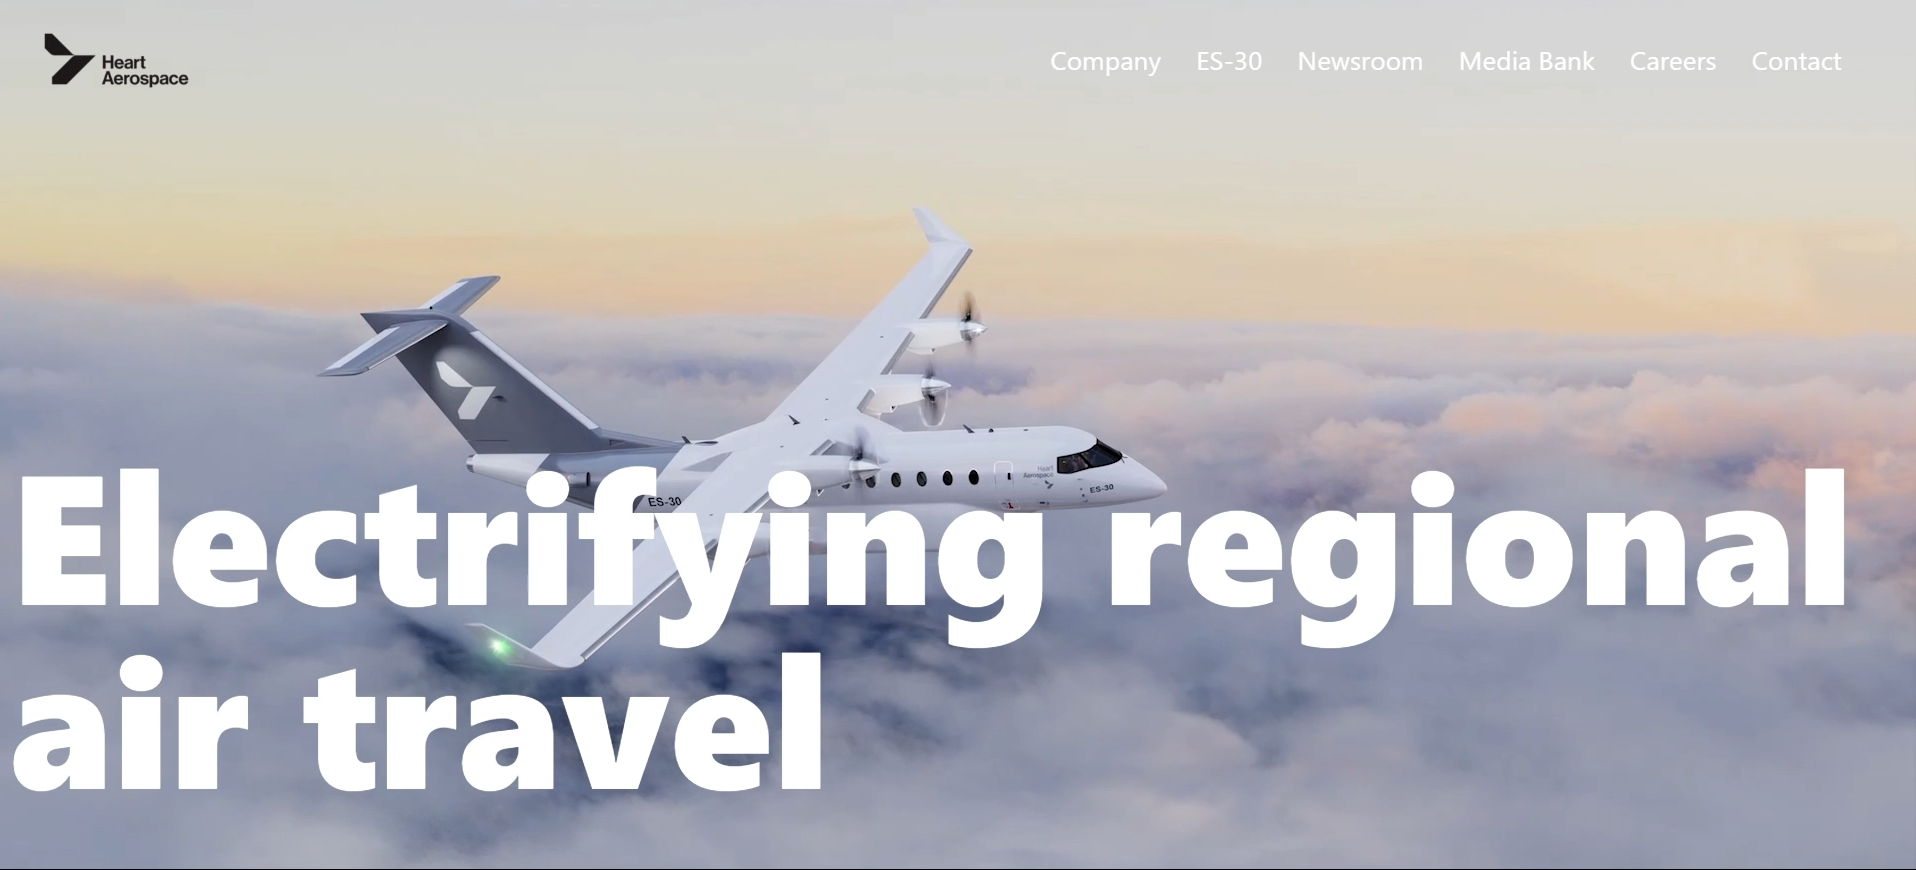 Heart
Aerospace
Company ES-30 Newsroom Media Bank Careers Contact
Heart
Aerospace
ES-30
ES-30
Electrifying regional
air travel